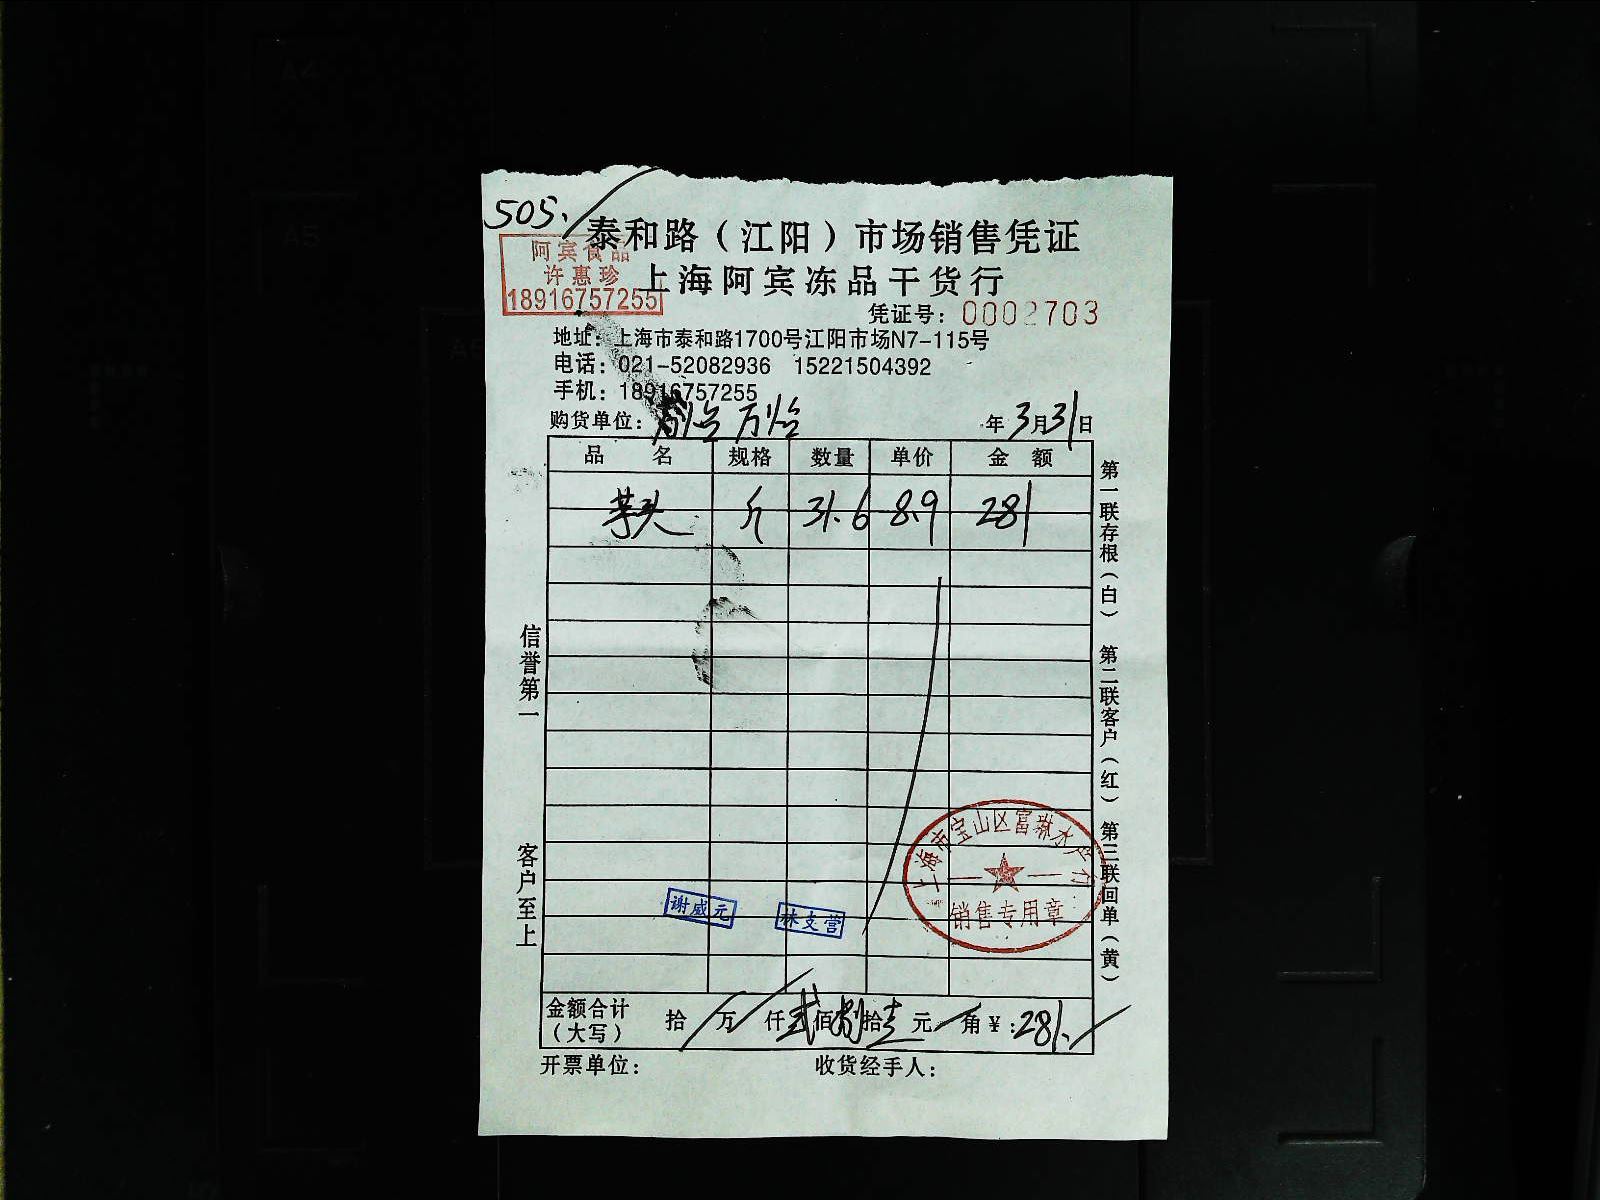 505.
泰和路（江阳）市场销售凭证
阿宾食品
许惠珍
18916757255
上海阿宾冻品干货行
凭证号：0002703
地址：上海市泰和路1700号江阳市场N7-115号
电话：021-52082936 15221504392
手机：18916757255
购货单位： 万怡 年3月31日
品名 规格 数量 单价 金额
芋头 斤 31.6 8.9 281
信誉第一
客户至上
第一联存根（白） 第二联客户（红） 第三联回单（黄）
上海市宝山区富琳水产行
销售专用章
谢威元
林支营
金额合计（大写） 拾 万 仟 贰 佰 捌 拾 壹 元 角 ￥：281.
开票单位： 收货经手人：